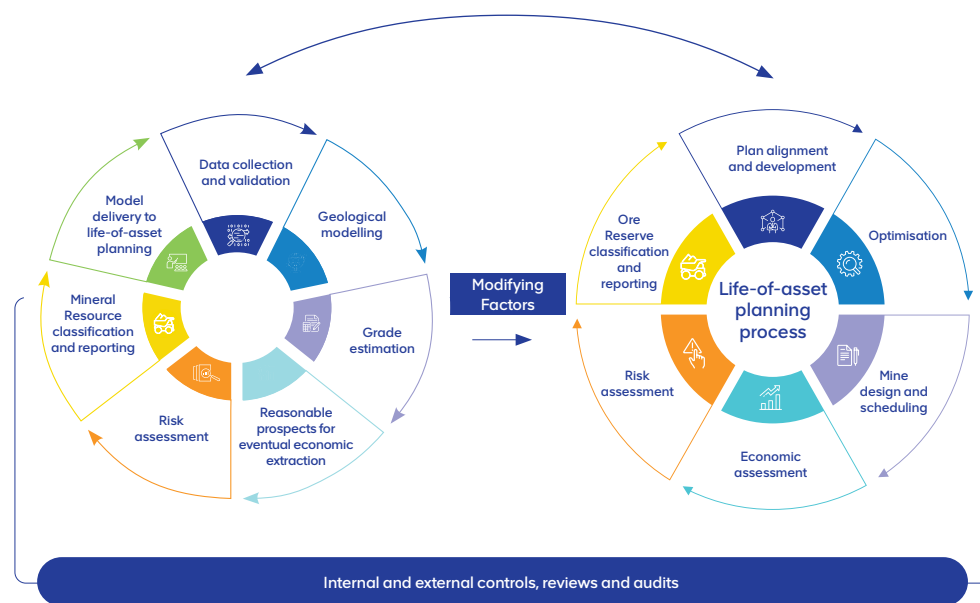 Data collection
and validation
Geological
modelling
Grade
estimation
Reasonable
prospects for
eventual economic
extraction
Risk
assessment
Mineral
Resource
classification
and reporting
Model
delivery to
life-of-asset
planning
Modifying
Factors
Life-of-asset
planning
process
Plan alignment
and development
Optimisation
Mine
design and
scheduling
Economic
assessment
Risk
assessment
Ore
Reserve
classification
and
reporting
Internal and external controls, reviews and audits